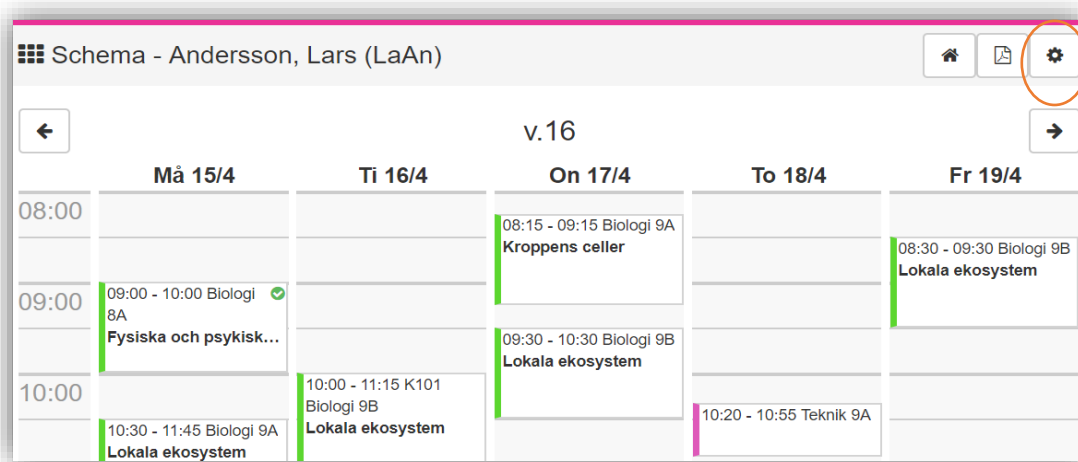 Schema - Andersson, Lars (LaAn)
v.16
Må 15/4 Ti 16/4 On 17/4 To 18/4 Fr 19/4
08:00
08:15 - 09:15 Biologi 9A
Kroppens celler
08:30 - 09:30 Biologi 9B
Lokala ekosystem
09:00
09:00 - 10:00 Biologi
8A
Fysiska och psykisk...
09:30 - 10:30 Biologi 9B
Lokala ekosystem
10:00
10:00 - 11:15 K101
Biologi 9B
Lokala ekosystem
10:20 - 10:55 Teknik 9A
10:30 - 11:45 Biologi 9A
Lokala ekosystem